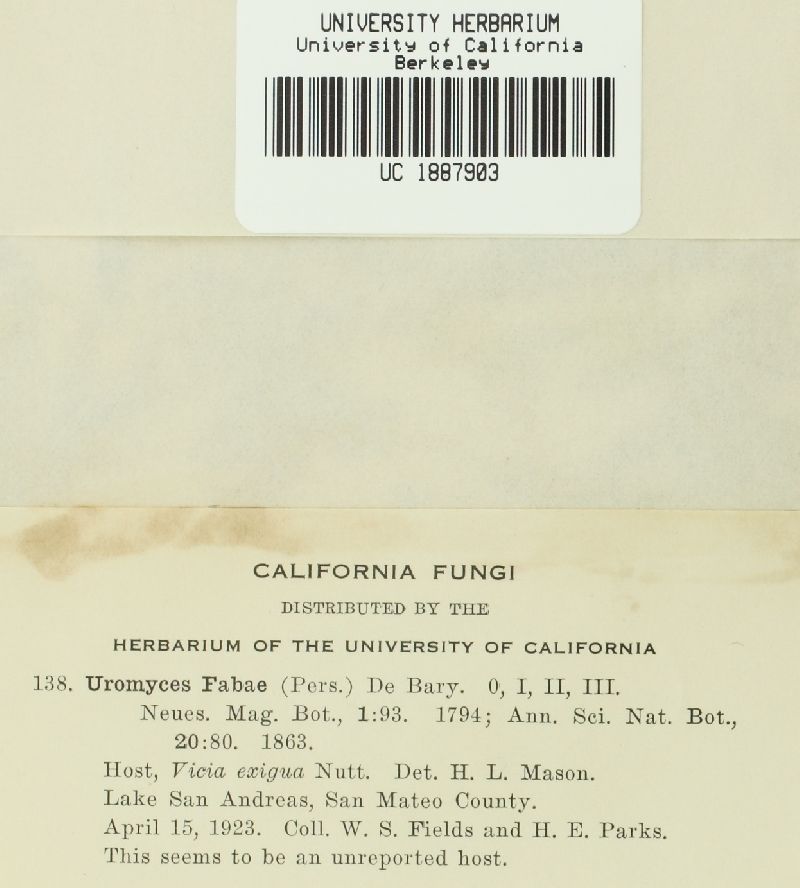 UNIVERSITY HERBARIUM
University of California
Berkeley
UC 1887903
CALIFORNIA FUNGI
DISTRIBUTED BY THE
HERBARIUM OF THE UNIVERSITY OF CALIFORNIA
138. Uromyces Fabae (Pers.) De Bary. 0, I, II, III.
Neues. Mag. Bot., 1:93. 1794; Ann. Sci. Nat. Bot.,
20:80. 1863.
Host, Vicia exigua Nutt. Det. H. L. Mason.
Lake San Andreas, San Mateo County.
April 15, 1923. Coll. W. S. Fields and H. E. Parks.
This seems to be an unreported host.